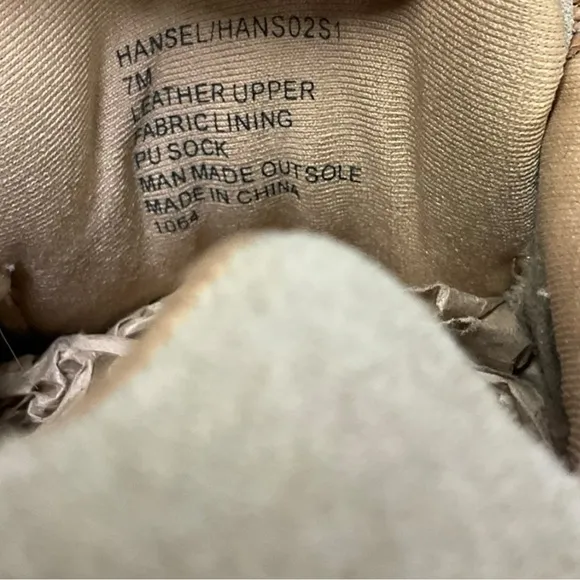 HANSEL/HANS02S1
7M
LEATHER UPPER
FABRIC LINING
PU SOCK
MAN MADE OUTSOLE
MADE IN CHINA
1064